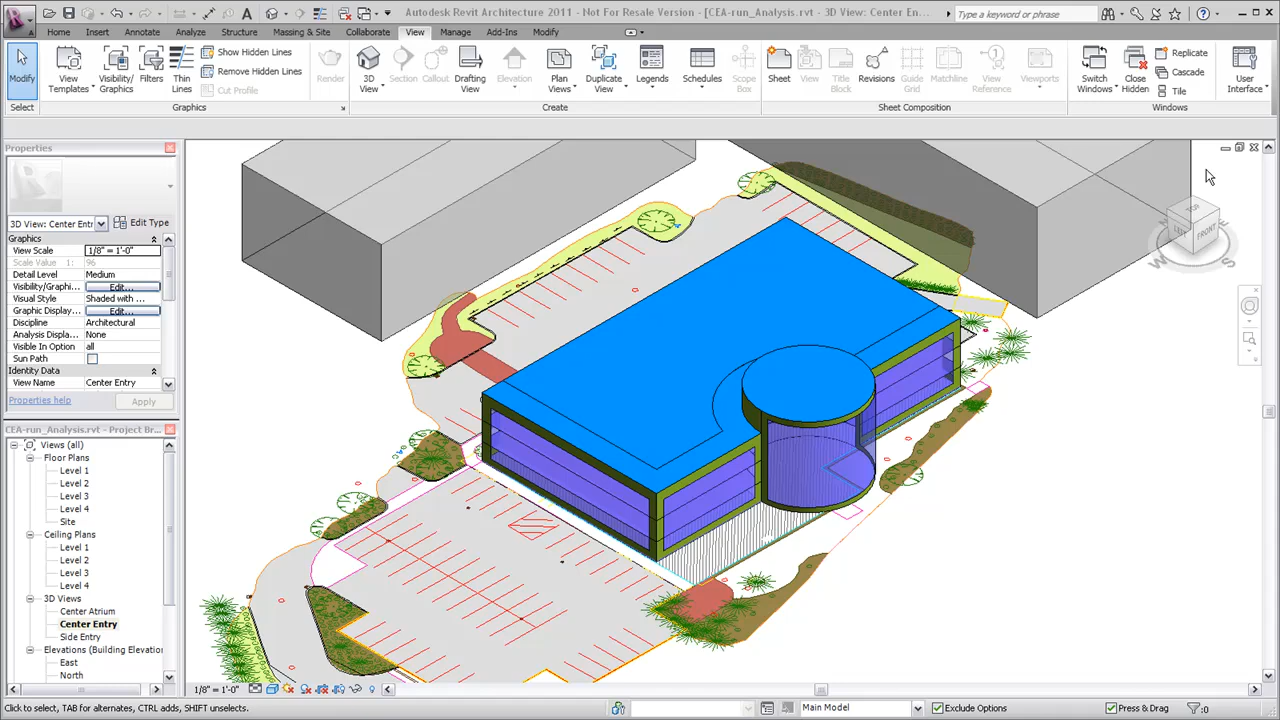 Autodesk Revit Architecture 2011 - Not For Resale Version - [CEA-run_Analysis.rvt - 3D View: Center En...
Type a keyword or phrase
Home Insert Annotate Analyze Structure Massing & Site Collaborate View Manage Add-Ins Modify
Modify
View Templates
Visibility/ Graphics
Filters
Thin Lines
Show Hidden Lines
Remove Hidden Lines
Cut Profile
Render
3D View
Section
Callout
Drafting View
Elevation
Plan Views
Duplicate View
Legends
Schedules
Scope Box
Sheet
View
Title Block
Revisions
Guide Grid
Matchline
View Reference
Viewports
Switch Windows
Close Hidden
Replicate
Cascade
Tile
User Interface
Select Graphics Create Sheet Composition Windows
Properties
3D View: Center Entr
Edit Type
Graphics
View Scale 1/8" = 1'-0"
Scale Value 1: 96
Detail Level Medium
Visibility/Graphi... Edit...
Visual Style Shaded with ...
Graphic Display... Edit...
Discipline Architectural
Analysis Displa... None
Visible In Option all
Sun Path
Identity Data
View Name Center Entry
Properties help Apply
CEA-run_Analysis.rvt - Project Br...
Views (all)
Floor Plans
Level 1
Level 2
Level 3
Level 4
Site
Ceiling Plans
Level 1
Level 2
Level 3
Level 4
3D Views
Center Atrium
Center Entry
Side Entry
Elevations (Building Elevation
East
North
TOP
LEFT FRONT
W S
1/8" = 1'-0"
Click to select, TAB for alternates, CTRL adds, SHIFT unselects.
:0
Main Model
Exclude Options
Press & Drag
:0